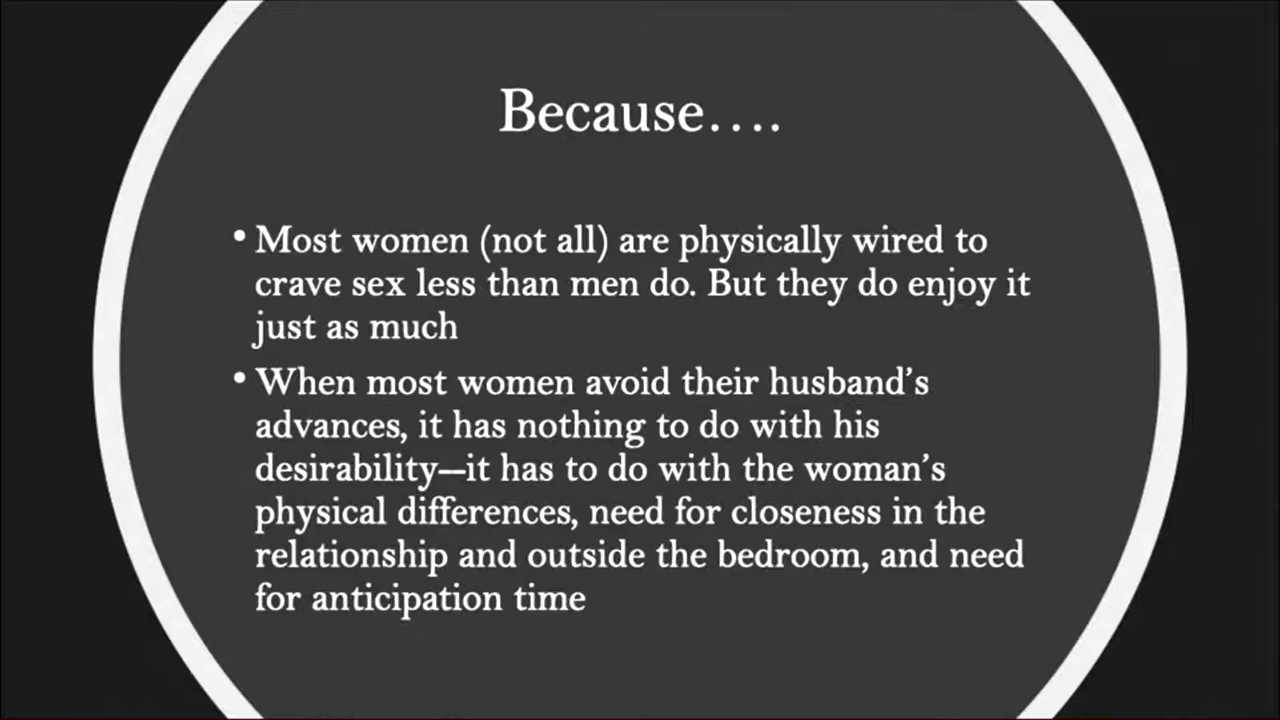 Because….
• Most women (not all) are physically wired to
crave sex less than men do. But they do enjoy it
just as much
• When most women avoid their husband’s
advances, it has nothing to do with his
desirability—it has to do with the woman’s
physical differences, need for closeness in the
relationship and outside the bedroom, and need
for anticipation time